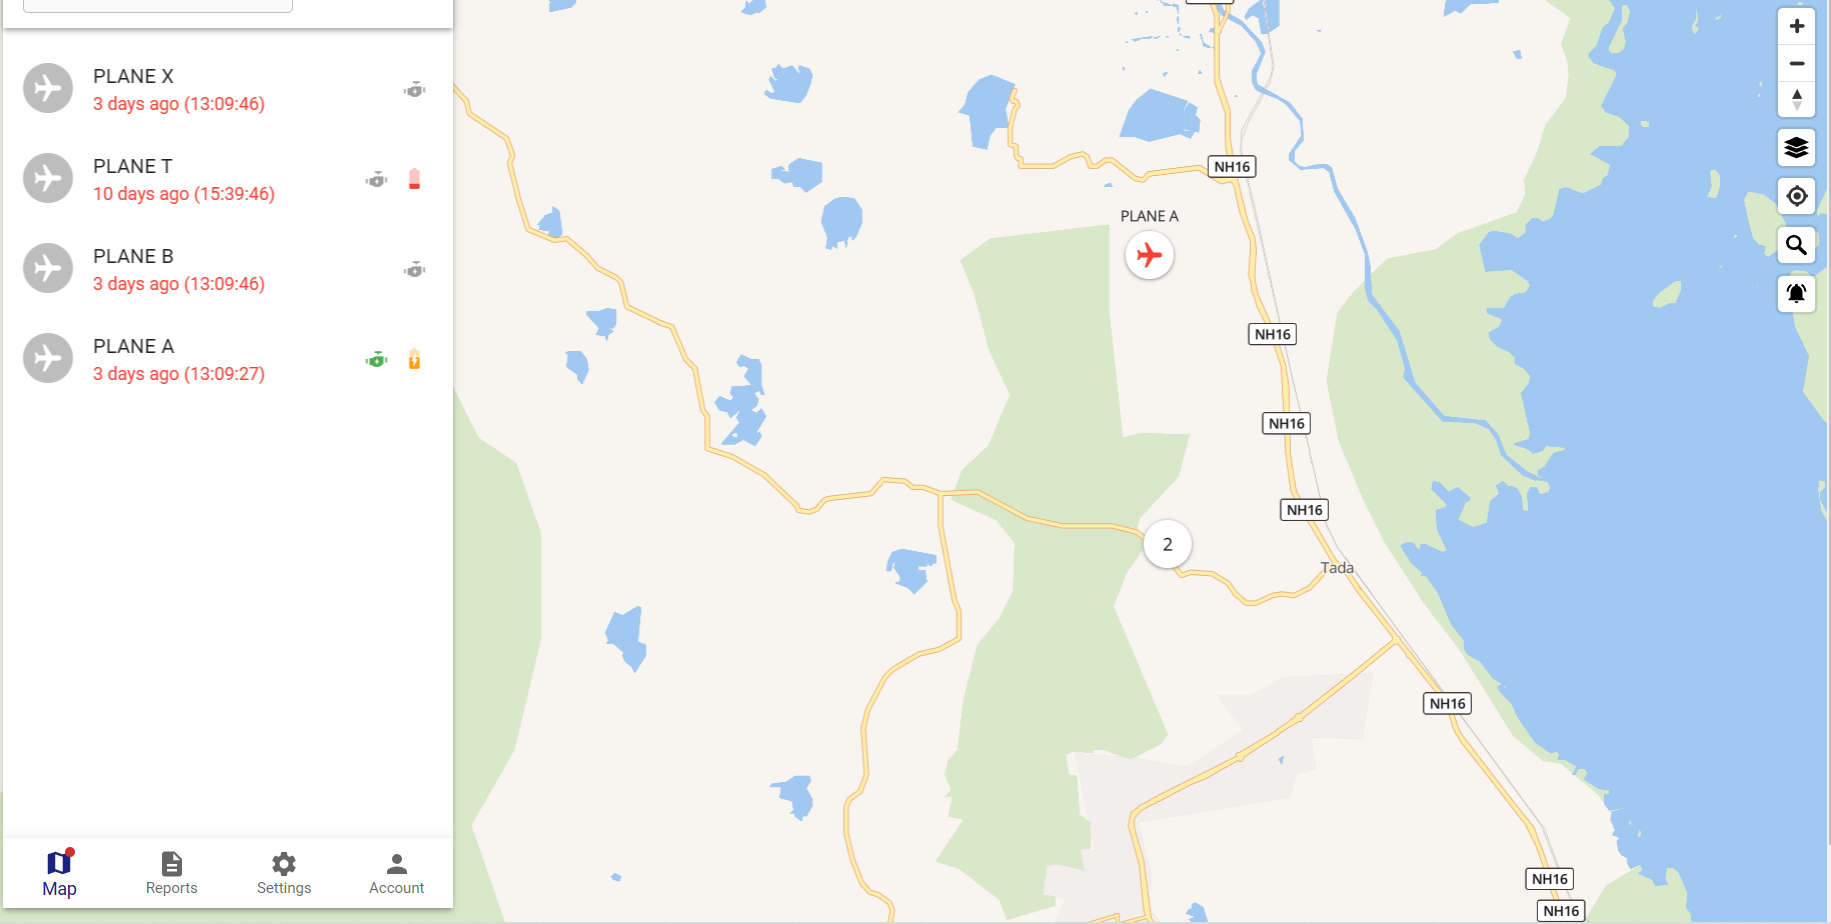 PLANE X
3 days ago (13:09:46)
PLANE T
10 days ago (15:39:46)
PLANE B
3 days ago (13:09:46)
PLANE A
3 days ago (13:09:27)
Map
Reports
Settings
Account
NH16
PLANE A
NH16
NH16
NH16
2
Tada
NH16
NH16
NH16